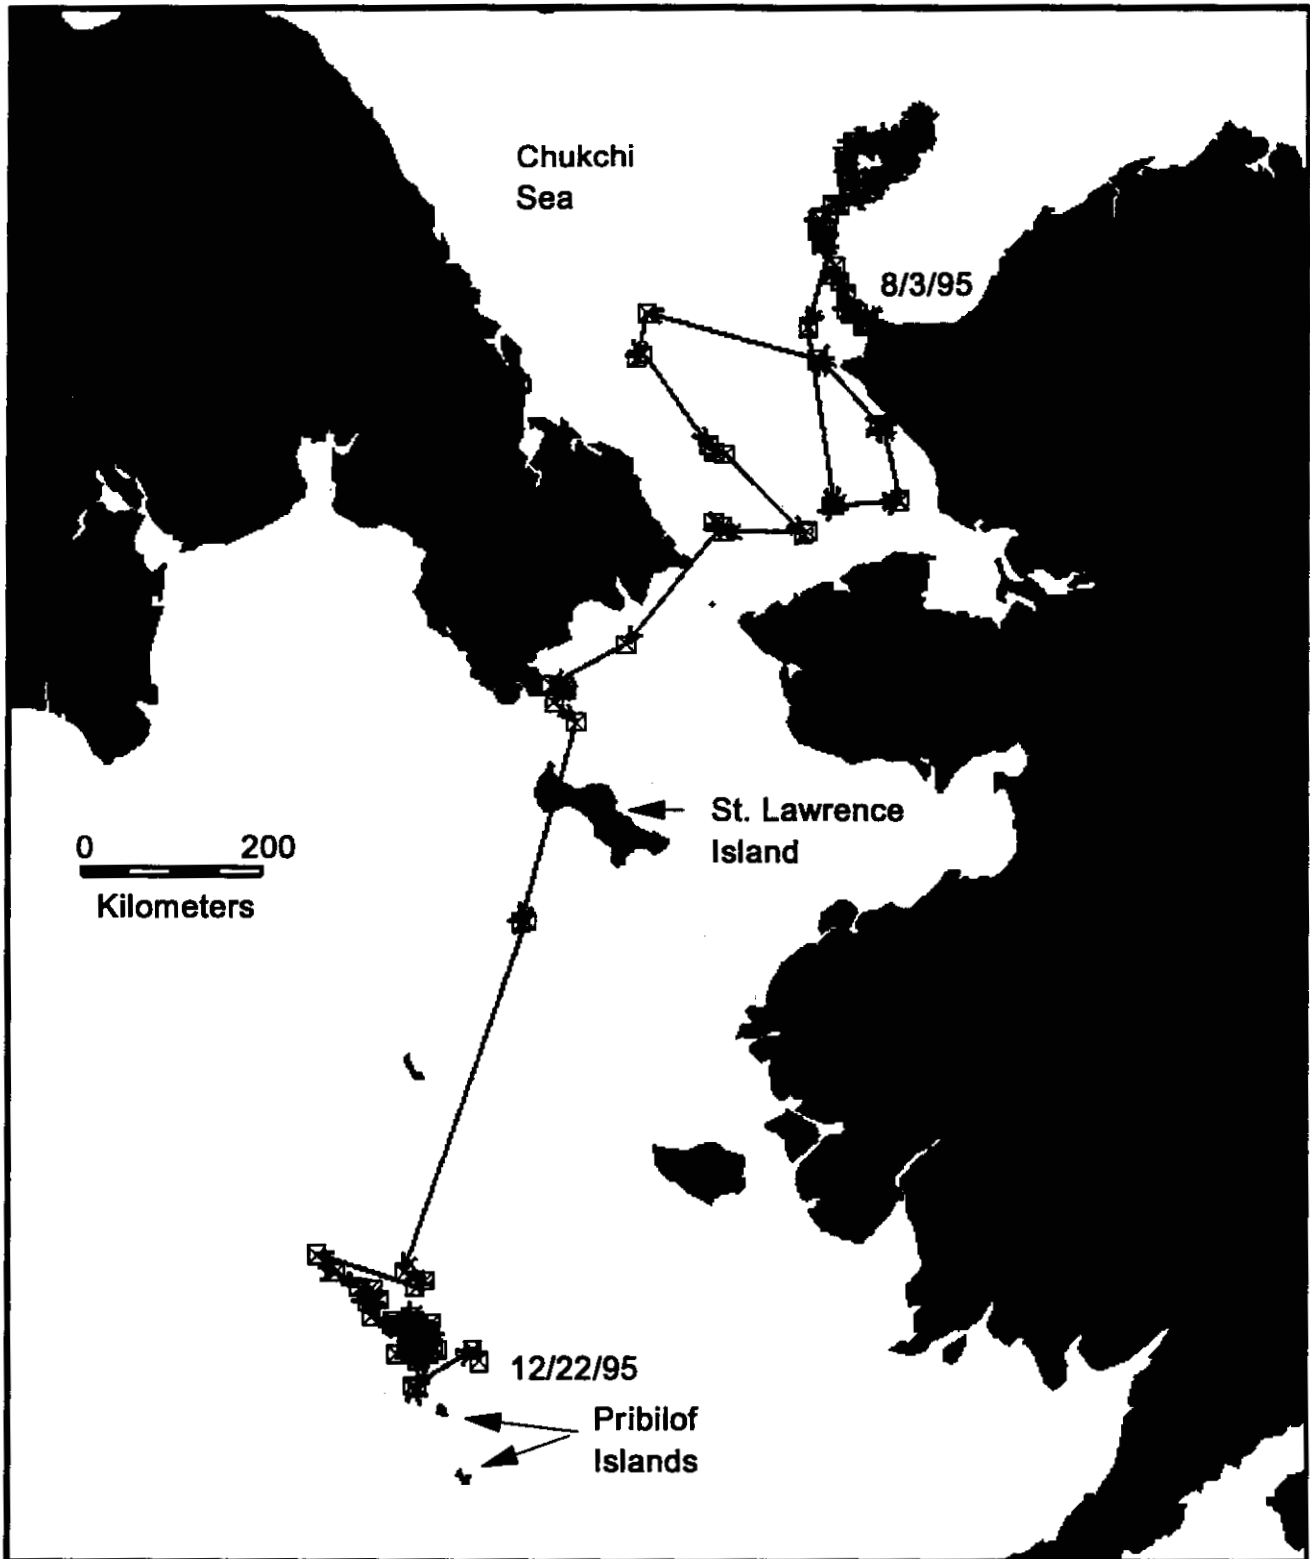 Chukchi
Sea
8/3/95
St. Lawrence
Island
0 200
Kilometers
12/22/95
Pribilof
Islands